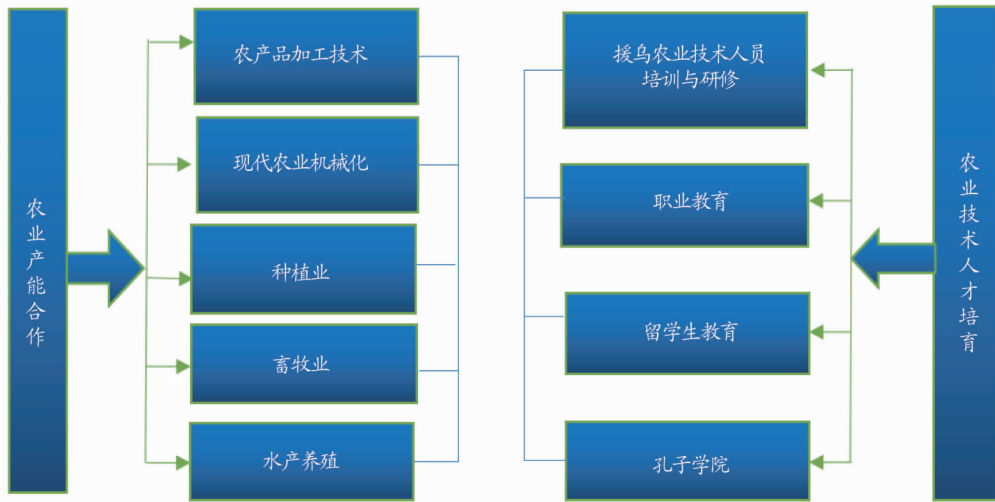 农业产能合作
农产品加工技术
现代农业机械化
种植业
畜牧业
水产养殖
援乌农业技术人员
培训与研修
职业教育
留学生教育
孔子学院
农业技术人才培育